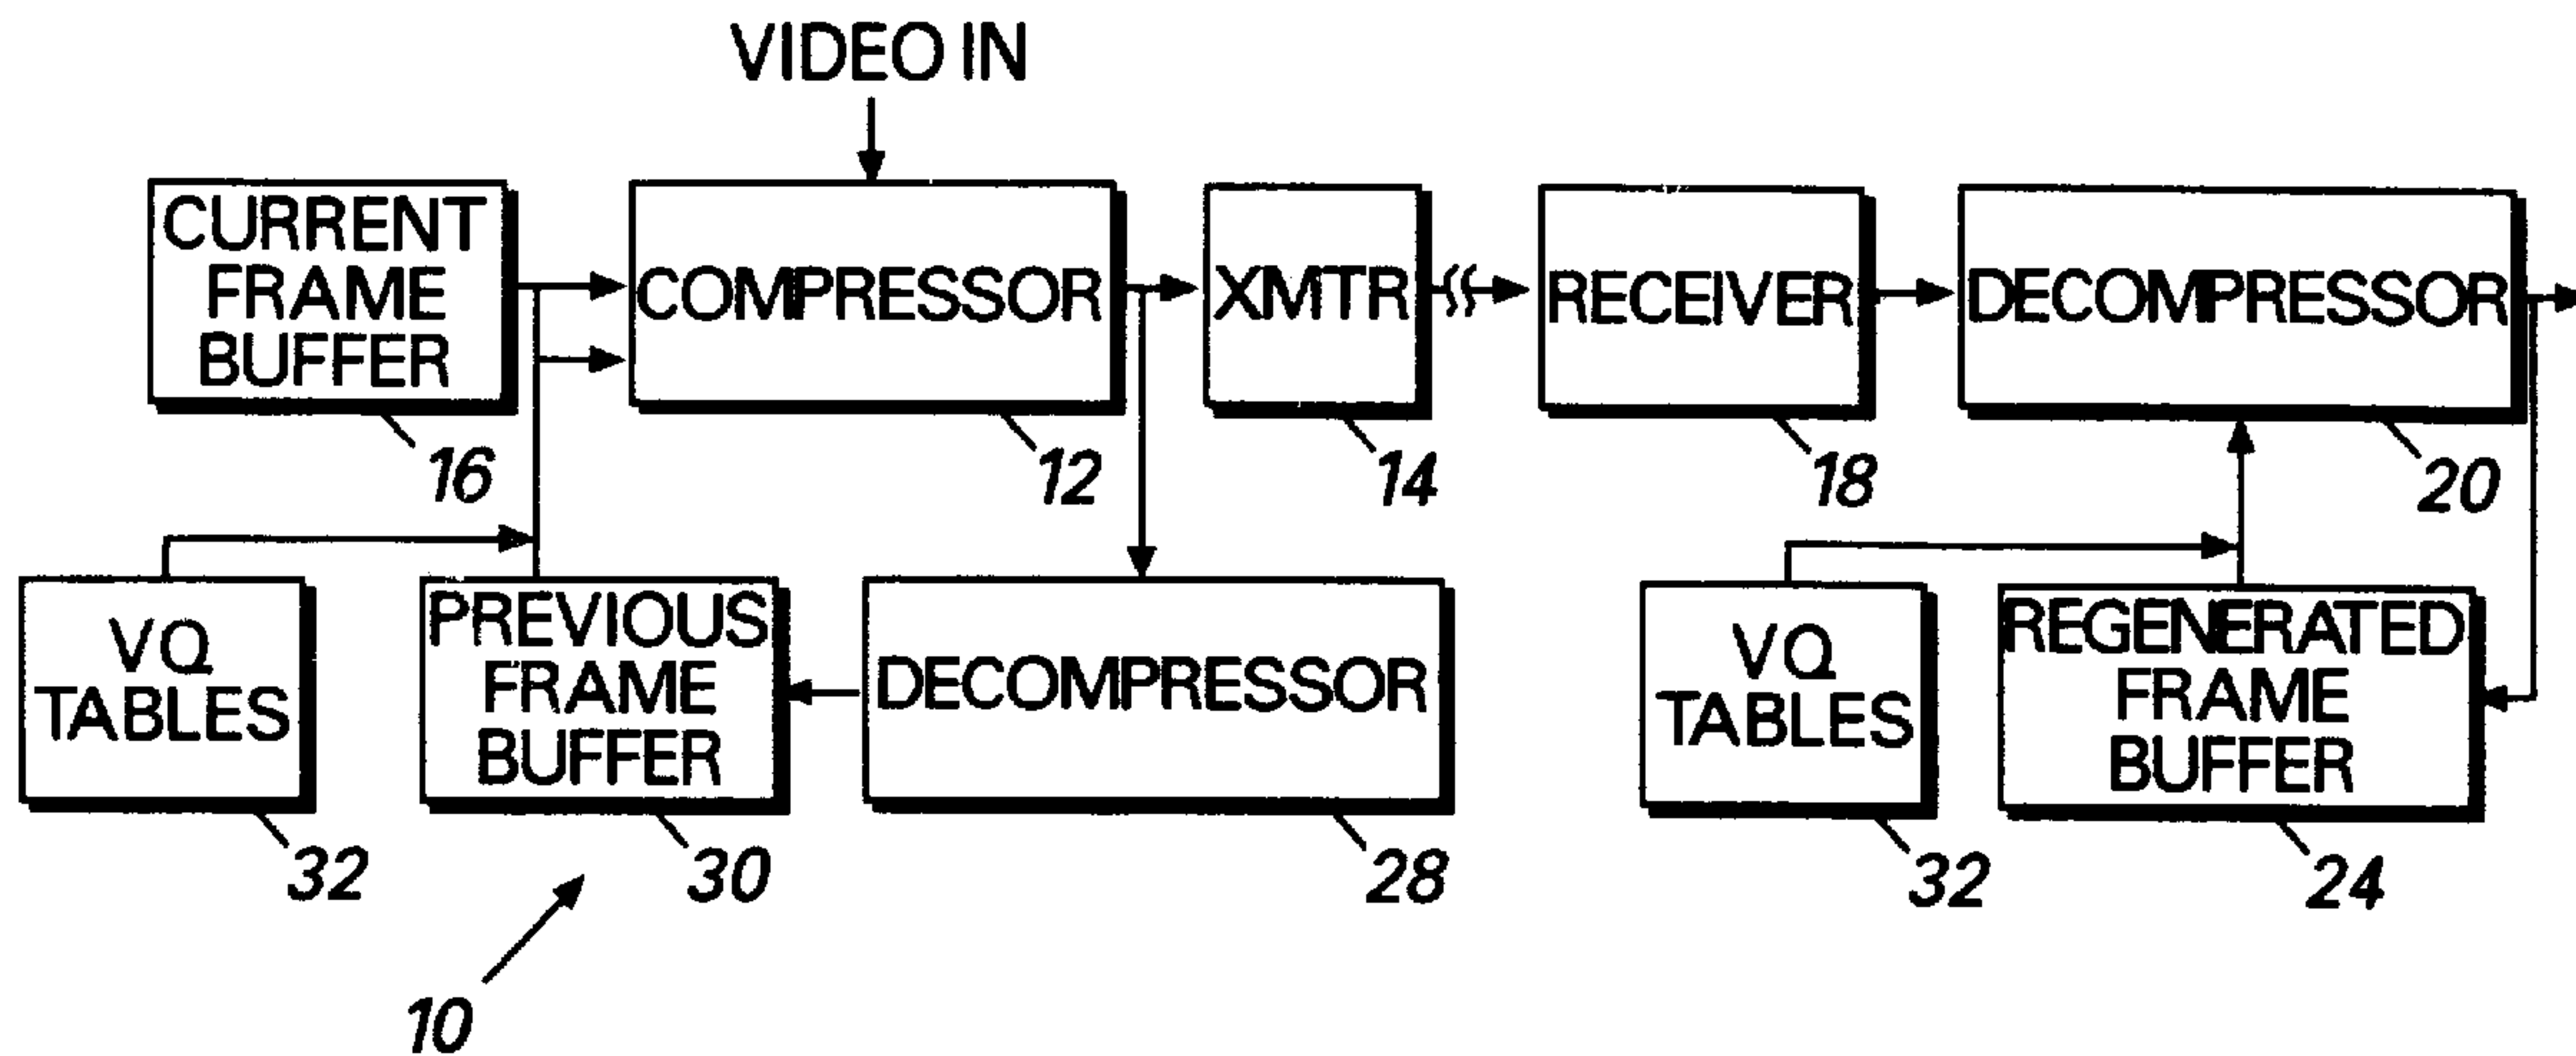 VIDEO IN
CURRENT
FRAME
BUFFER
COMPRESSOR
XMTR
RECEIVER
DECOMPRESSOR
16
12
14
18
20
VQ
TABLES
PREVIOUS
FRAME
BUFFER
DECOMPRESSOR
VQ
TABLES
REGENERATED
FRAME
BUFFER
32
30
28
32
24
10